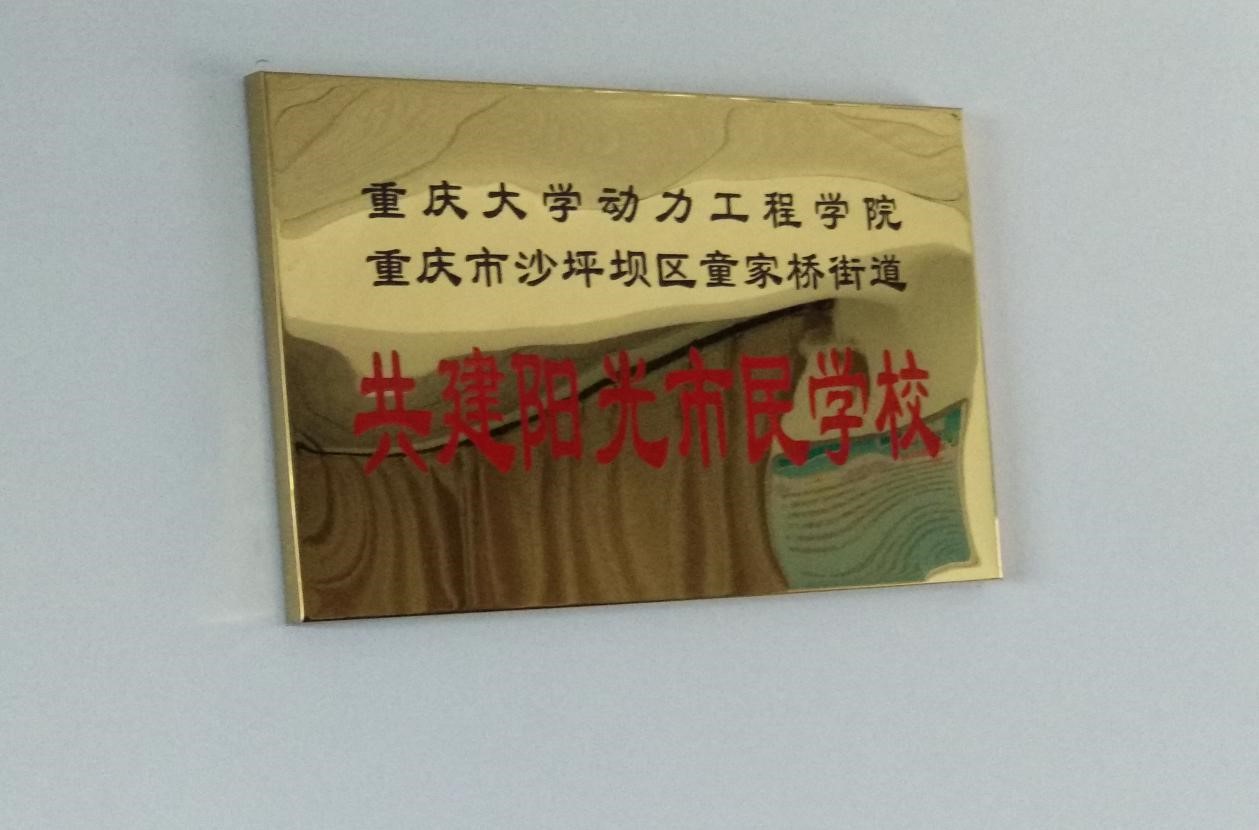 重庆大学动力工程学院
重庆市沙坪坝区童家桥街道
共建阳光市民学校